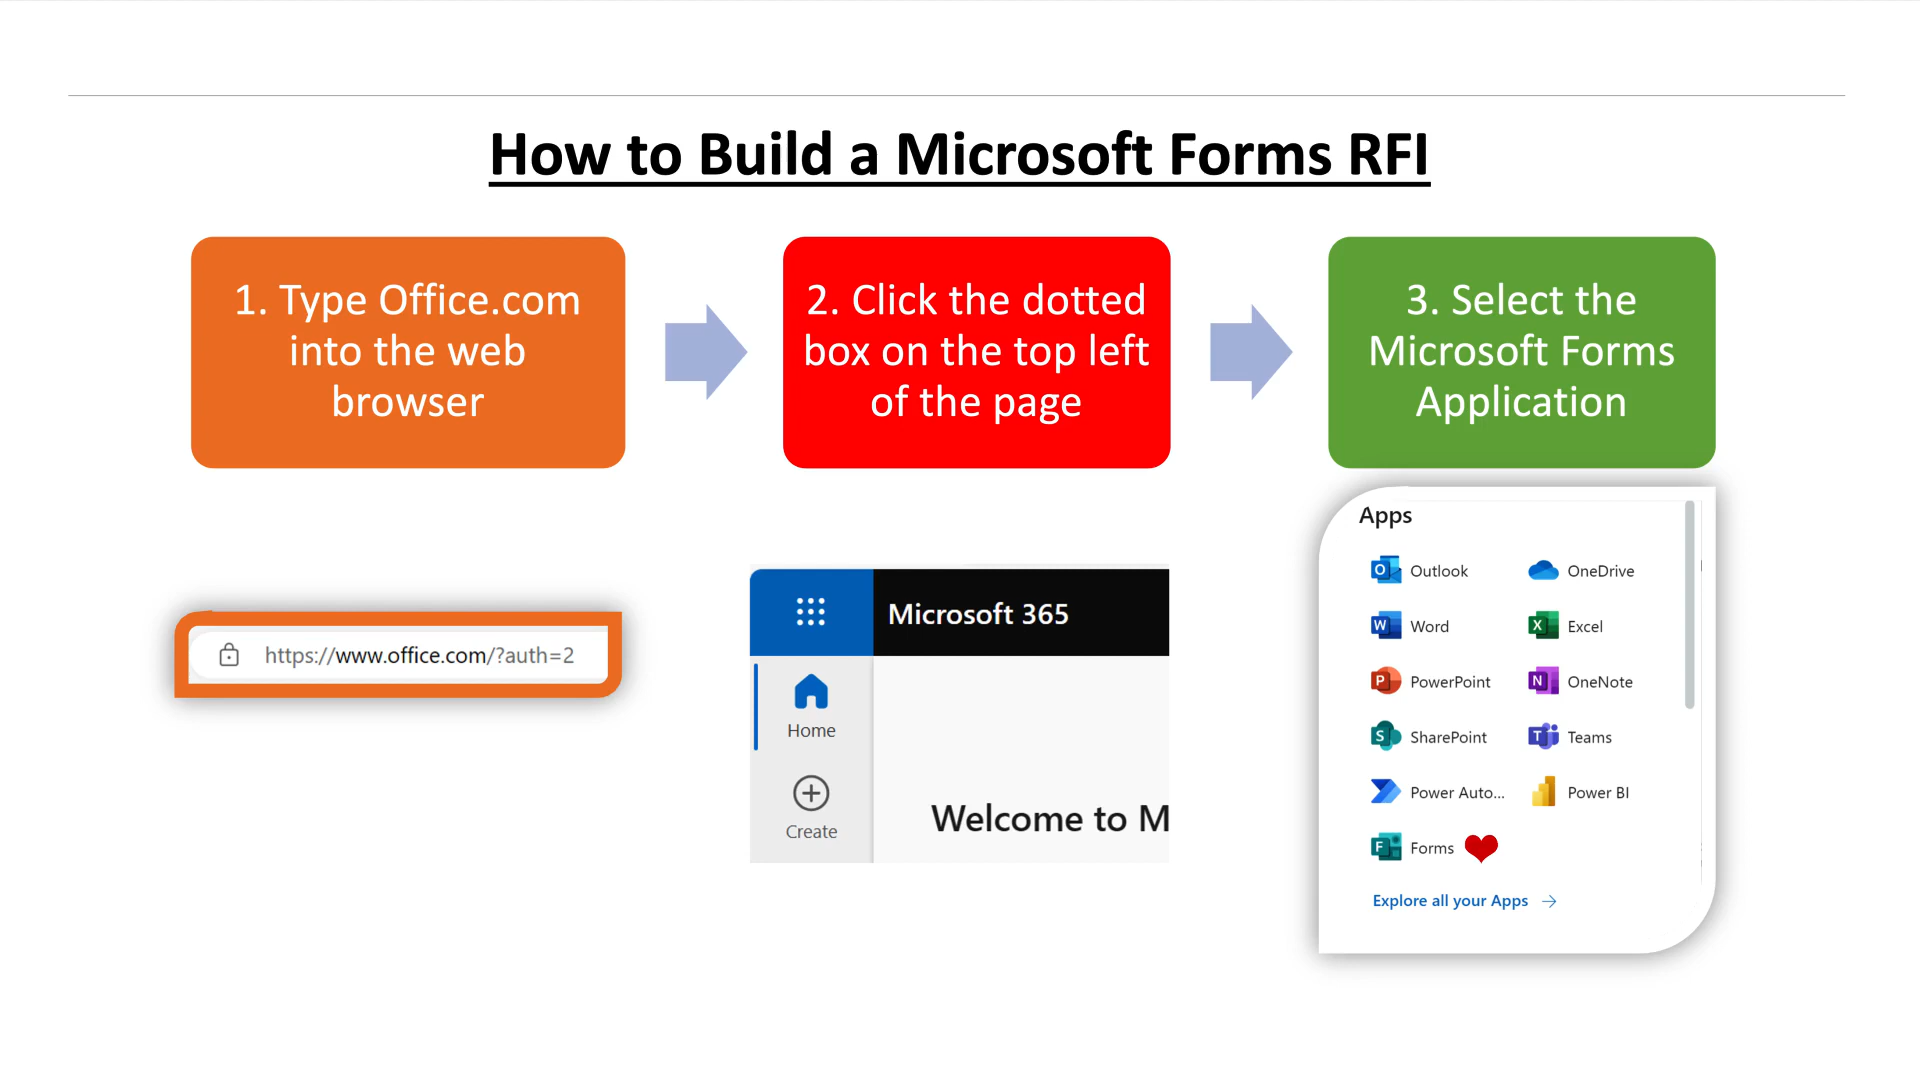 How to Build a Microsoft Forms RFI
1. Type Office.com
into the web
browser
2. Click the dotted
box on the top left
of the page
3. Select the
Microsoft Forms
Application
https://www.office.com/?auth=2
Microsoft 365
Home
Create
Welcome to M
Apps
Outlook OneDrive
Word Excel
PowerPoint OneNote
SharePoint Teams
Power Auto... Power BI
Forms
Explore all your Apps →